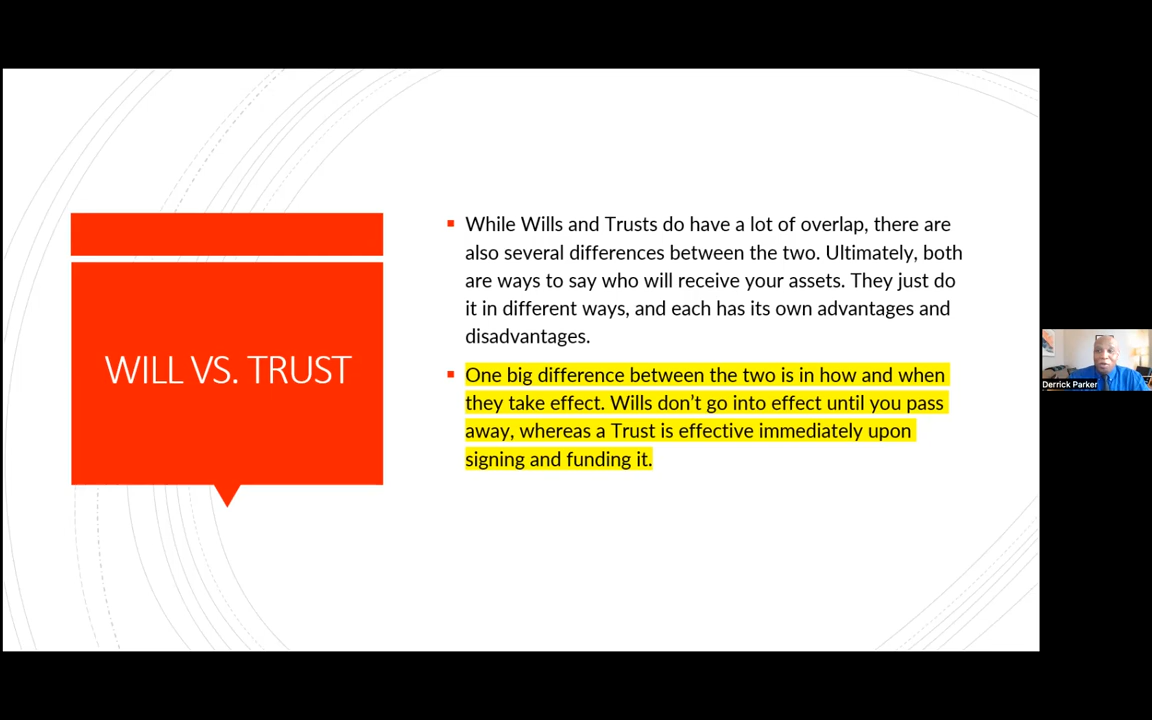 WILL VS. TRUST
While Wills and Trusts do have a lot of overlap, there are
also several differences between the two. Ultimately, both
are ways to say who will receive your assets. They just do
it in different ways, and each has its own advantages and
disadvantages.
One big difference between the two is in how and when
they take effect. Wills don’t go into effect until you pass
away, whereas a Trust is effective immediately upon
signing and funding it.
Derrick Parker